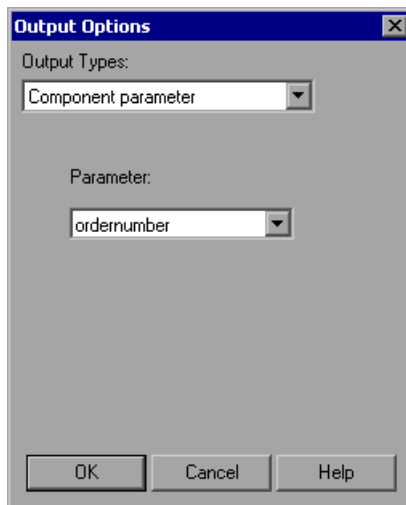 Output Options
Output Types:
Component parameter
Parameter:
ordernumber
OK Cancel Help